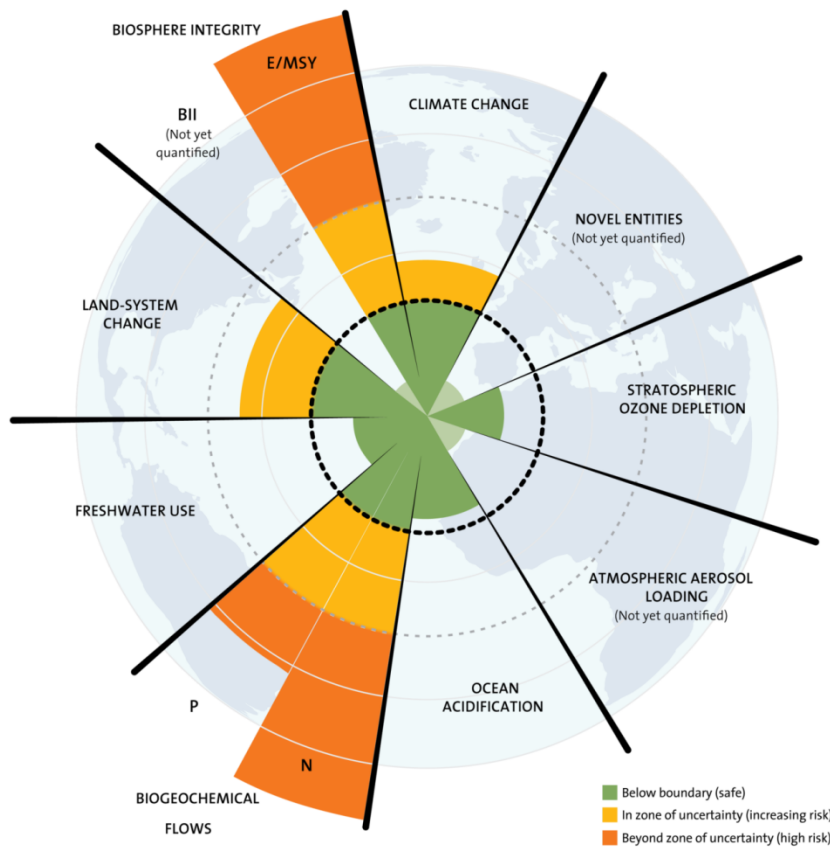 BIOSPHERE INTEGRITY
E/MSY
BII
(Not yet
quantified)
CLIMATE CHANGE
NOVEL ENTITIES
(Not yet quantified)
LAND-SYSTEM
CHANGE
STRATOSPHERIC
OZONE DEPLETION
FRESHWATER USE
ATMOSPHERIC AEROSOL
LOADING
(Not yet quantified)
OCEAN
ACIDIFICATION
P
N
BIOGEOCHEMICAL
FLOWS
Below boundary (safe)
In zone of uncertainty (increasing risk)
Beyond zone of uncertainty (high risk)